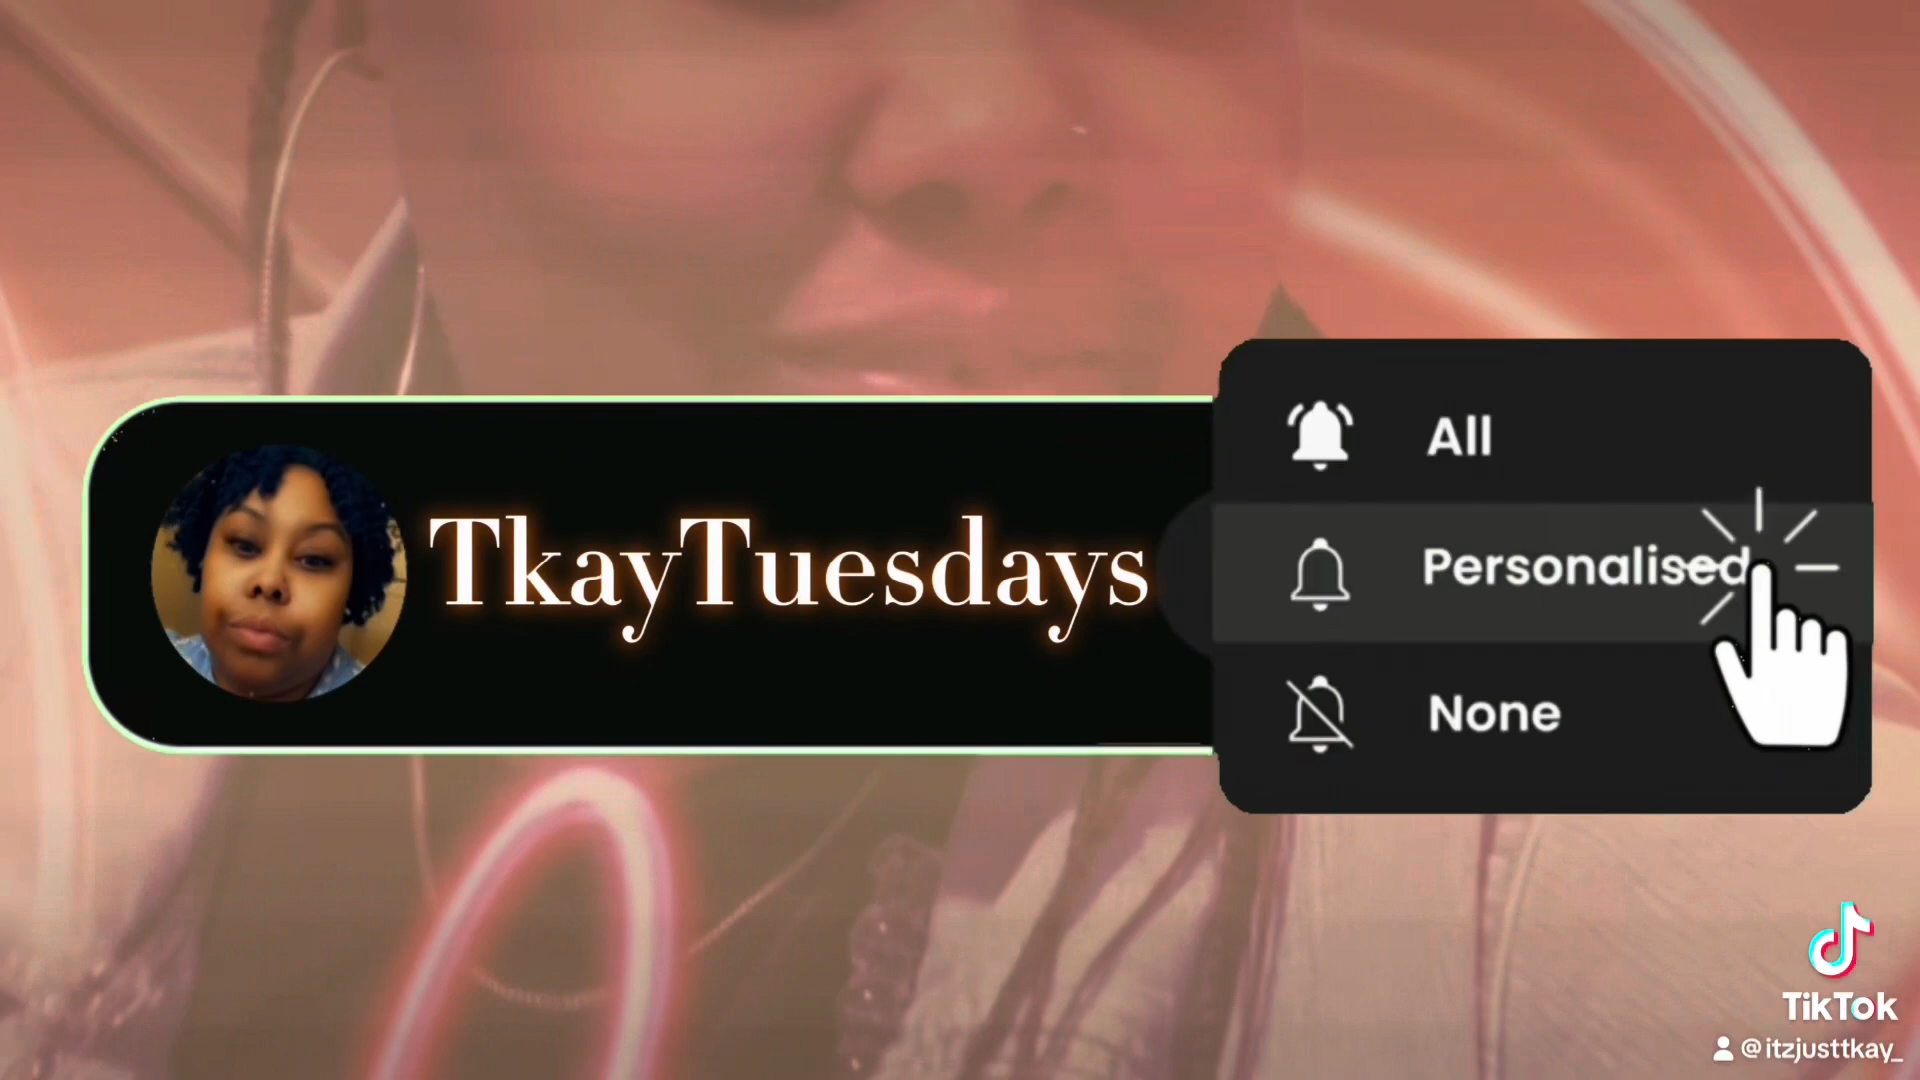 TkayTuesdays
All
Personalised
None
TikTok
@itzjusttkay_